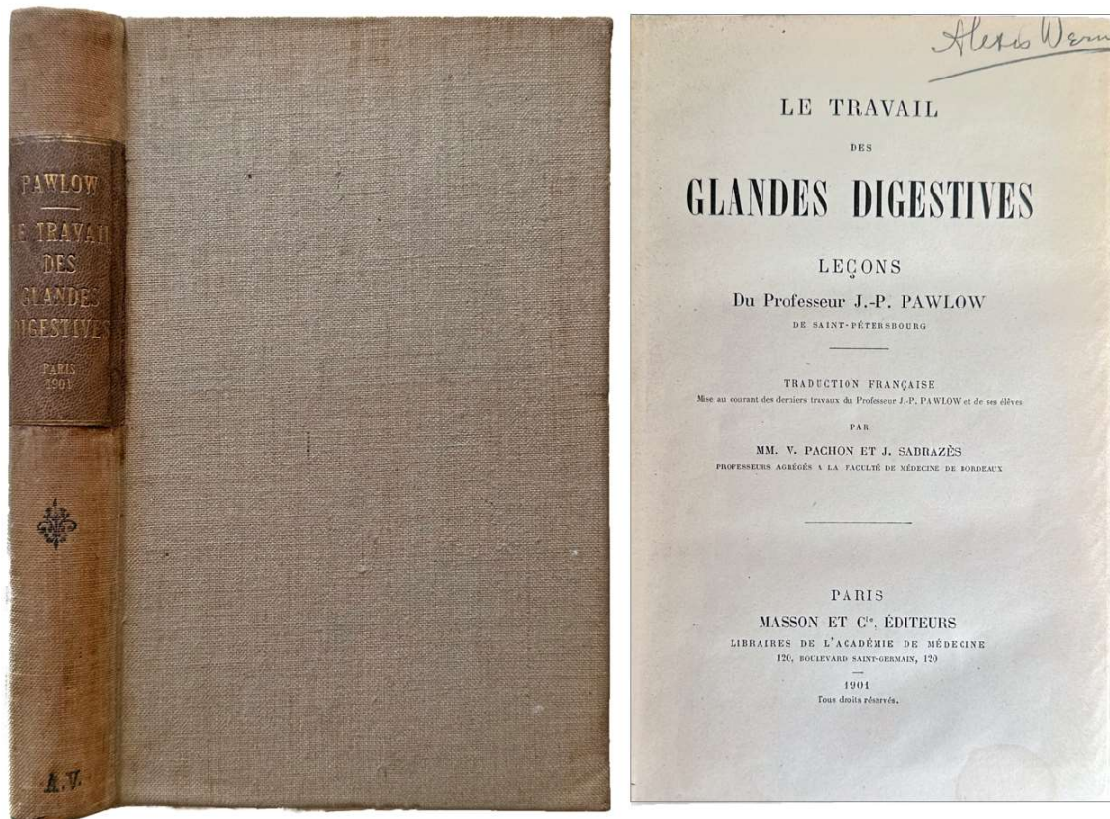 PAWLOW
LE TRAVAIL
DES
GLANDES
DIGESTIVES
PARIS
1901
A.V.
Alexis
LE TRAVAIL
DES
GLANDES DIGESTIVES
LEÇONS
Du Professeur J.-P. PAWLOW
DE SAINT-PÉTERSBOURG
TRADUCTION FRANÇAISE
Mise au courant des derniers travaux du Professeur J.-P. PAWLOW et de ses élèves
PAR
MM. V. PACHON ET J. SABRAZÈS
PROFESSEURS AGRÉGÉS A LA FACULTÉ DE MÉDECINE DE BORDEAUX
PARIS
MASSON ET Cie, ÉDITEURS
LIBRAIRES DE L'ACADÉMIE DE MÉDECINE
120, BOULEVARD SAINT-GERMAIN, 120
1901
Tous droits réservés.